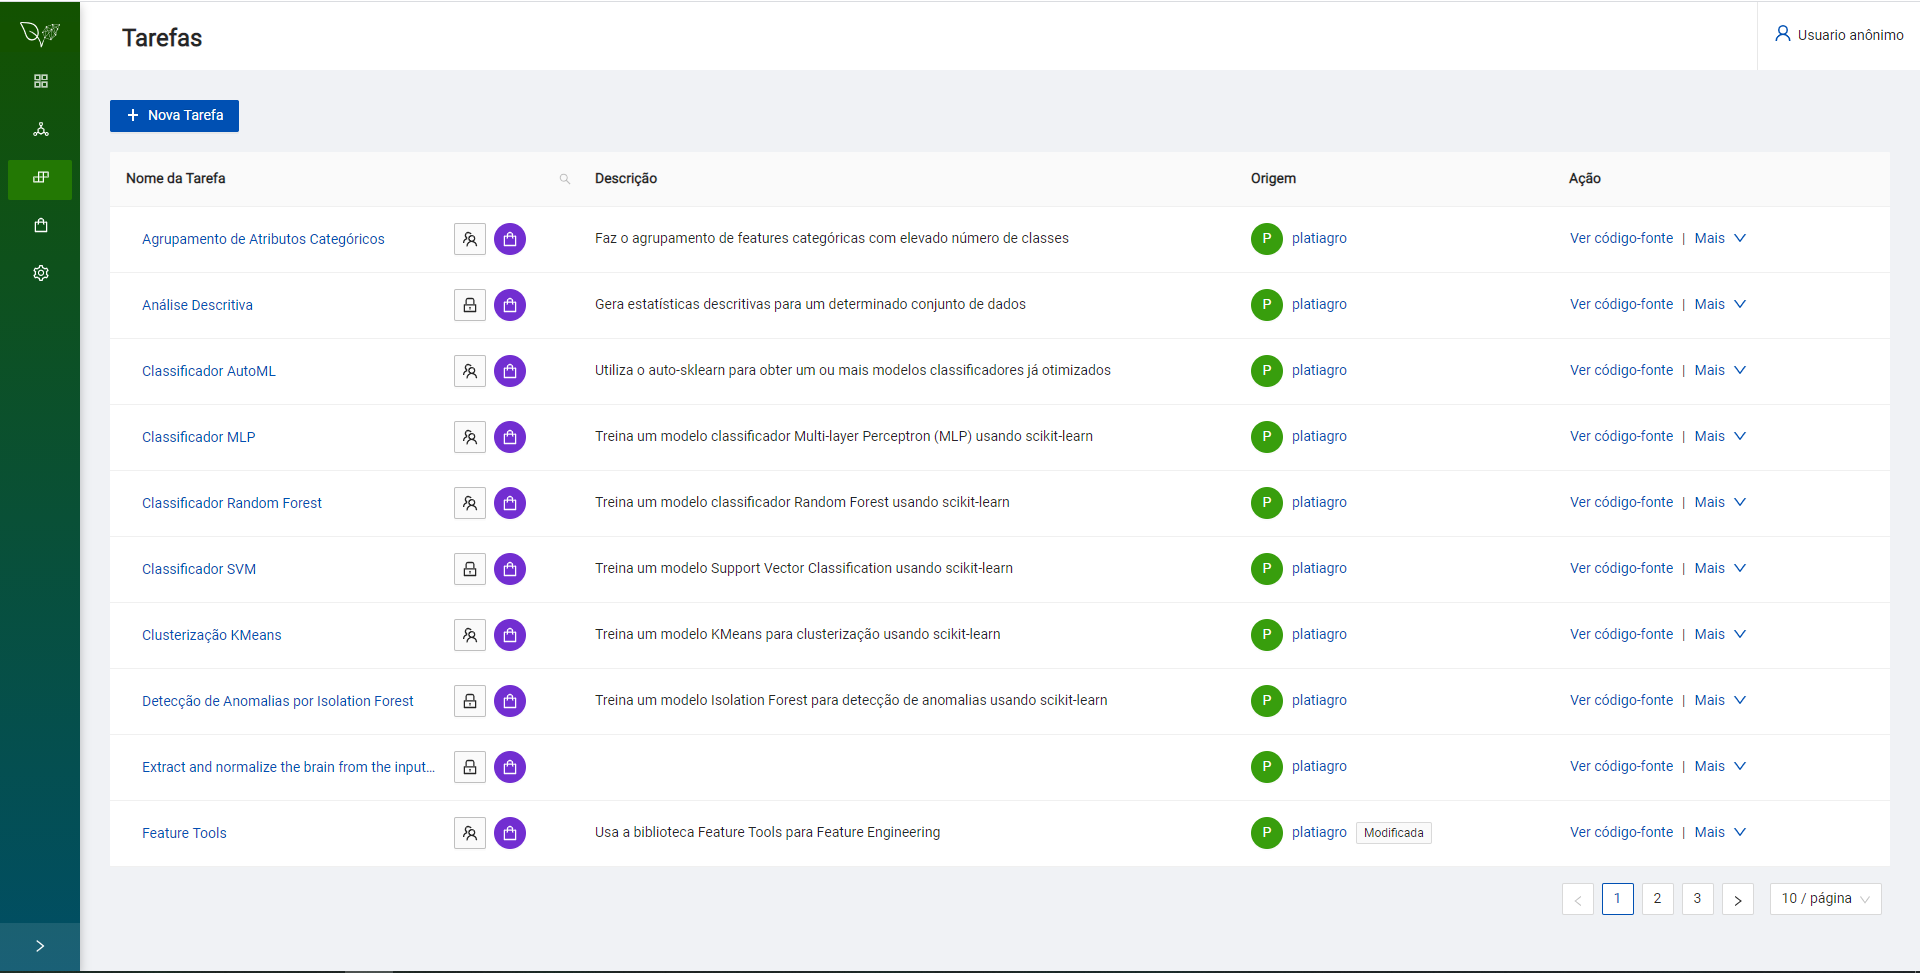 Tarefas
Usuario anônimo
+ Nova Tarefa
Nome da Tarefa Descrição Origem Ação
Agrupamento de Atributos Categóricos Faz o agrupamento de features categóricas com elevado número de classes P platiagro Ver código-fonte | Mais
Análise Descritiva Gera estatísticas descritivas para um determinado conjunto de dados P platiagro Ver código-fonte | Mais
Classificador AutoML Utiliza o auto-sklearn para obter um ou mais modelos classificadores já otimizados P platiagro Ver código-fonte | Mais
Classificador MLP Treina um modelo classificador Multi-layer Perceptron (MLP) usando scikit-learn P platiagro Ver código-fonte | Mais
Classificador Random Forest Treina um modelo classificador Random Forest usando scikit-learn P platiagro Ver código-fonte | Mais
Classificador SVM Treina um modelo Support Vector Classification usando scikit-learn P platiagro Ver código-fonte | Mais
Clusterização KMeans Treina um modelo KMeans para clusterização usando scikit-learn P platiagro Ver código-fonte | Mais
Detecção de Anomalias por Isolation Forest Treina um modelo Isolation Forest para detecção de anomalias usando scikit-learn P platiagro Ver código-fonte | Mais
Extract and normalize the brain from the input... P platiagro Ver código-fonte | Mais
Feature Tools Usa a biblioteca Feature Tools para Feature Engineering P platiagro Modificada Ver código-fonte | Mais
< 1 2 3 > 10 / página